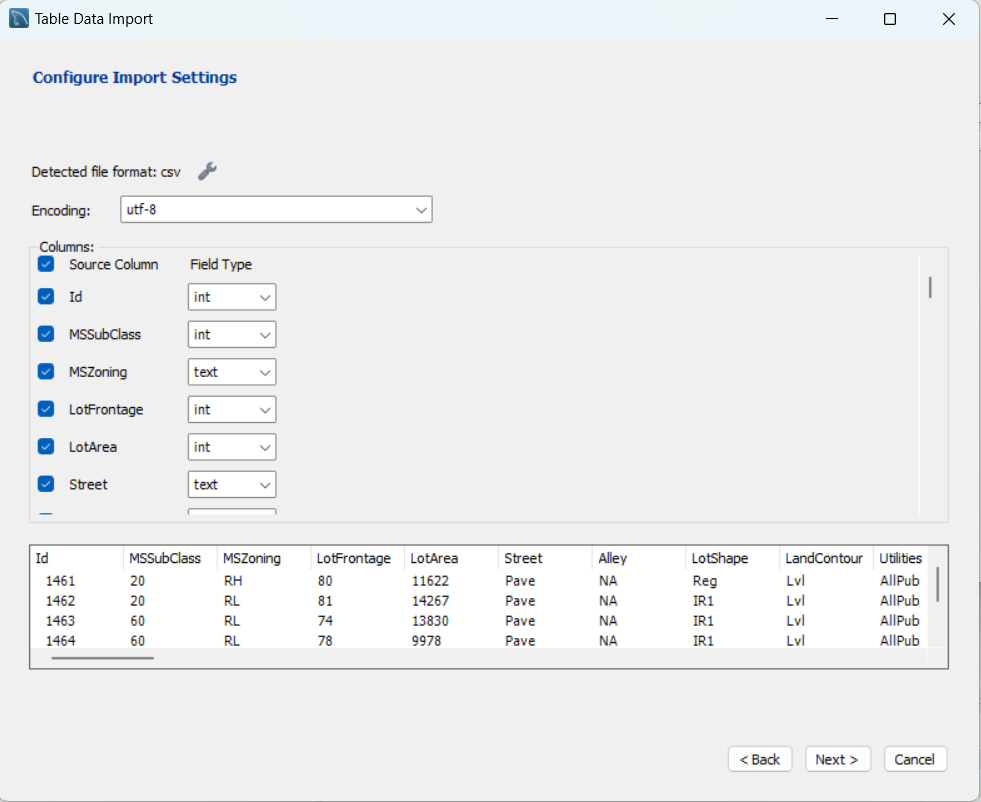 Table Data Import
Configure Import Settings
Detected file format: csv
Encoding: utf-8
Columns:
Source Column Field Type
Id int
MSSubClass int
MSZoning text
LotFrontage int
LotArea int
Street text
Id MSSubClass MSZoning LotFrontage LotArea Street Alley LotShape LandContour Utilities
1461 20 RH 80 11622 Pave NA Reg Lvl AllPub
1462 20 RL 81 14267 Pave NA IR1 Lvl AllPub
1463 60 RL 74 13830 Pave NA IR1 Lvl AllPub
1464 60 RL 78 9978 Pave NA IR1 Lvl AllPub
< Back Next > Cancel